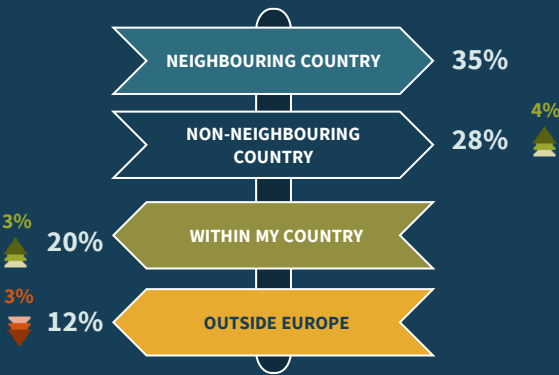 NEIGHBOURING COUNTRY
35%
NON-NEIGHBOURING
COUNTRY
28%
4%
3%
20%
WITHIN MY COUNTRY
3%
12%
OUTSIDE EUROPE